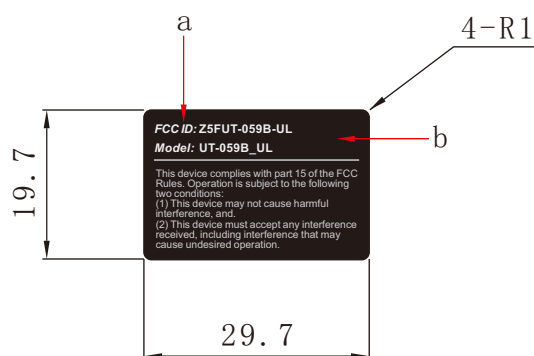 a
4-R1
FCC ID: Z5FUT-059B-UL
Model: UT-059B_UL
b
This device complies with part 15 of the FCC
Rules. Operation is subject to the following
two conditions:
(1) This device may not cause harmful
interference, and.
(2) This device must accept any interference
received, including interference that may
cause undesired operation.
19.7
29.7